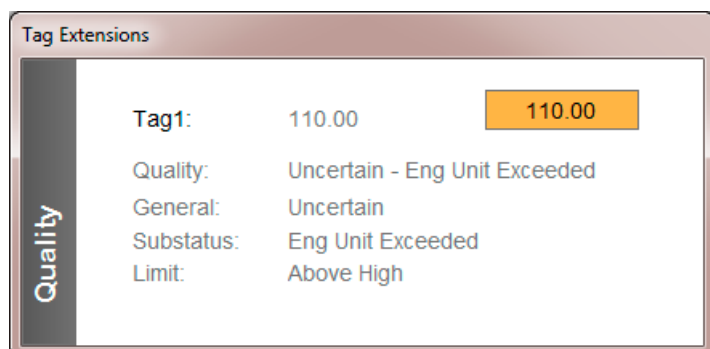 Tag Extensions
Quality
Tag1: 110.00 110.00
Quality: Uncertain - Eng Unit Exceeded
General: Uncertain
Substatus: Eng Unit Exceeded
Limit: Above High